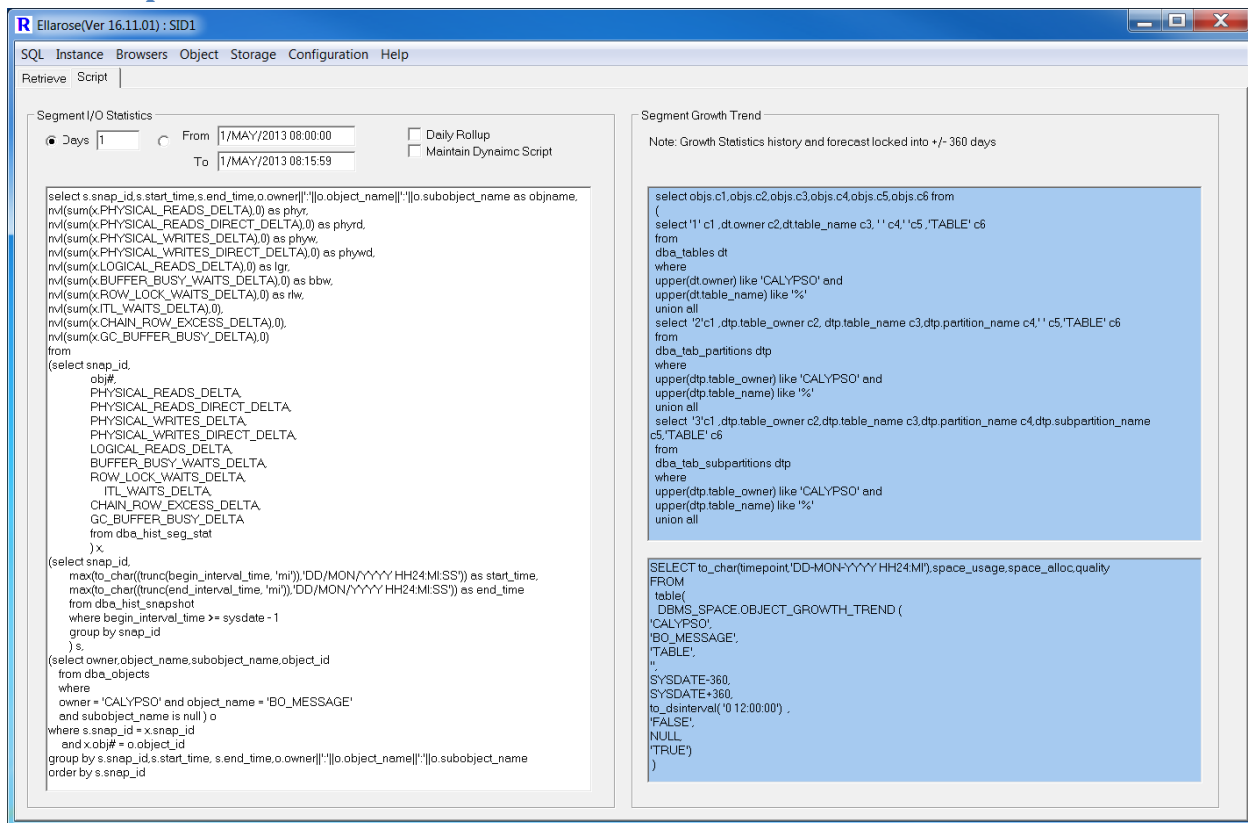 Ellarose(Ver 16.11.01) : SID1
SQL Instance Browsers Object Storage Configuration Help
Retrieve Script
Segment I/O Statistics
Days 1 From 1/MAY/2013 08:00:00 Daily Rollup
To 1/MAY/2013 08:15:59 Maintain Dynaimc Script
select s.snap_id,s.start_time,s.end_time,o.owner||':'||o.object_name||':'||o.subobject_name as objname,
nvl(sum(x.PHYSICAL_READS_DELTA),0) as phyr,
nvl(sum(x.PHYSICAL_READS_DIRECT_DELTA),0) as phyrd,
nvl(sum(x.PHYSICAL_WRITES_DELTA),0) as phyw,
nvl(sum(x.PHYSICAL_WRITES_DIRECT_DELTA),0) as phywd,
nvl(sum(x.LOGICAL_READS_DELTA),0) as lgr,
nvl(sum(x.BUFFER_BUSY_WAITS_DELTA),0) as bbw,
nvl(sum(x.ROW_LOCK_WAITS_DELTA),0) as rlw,
nvl(sum(x.ITL_WAITS_DELTA),0),
nvl(sum(x.CHAIN_ROW_EXCESS_DELTA),0),
nvl(sum(x.GC_BUFFER_BUSY_DELTA),0)
from
(select snap_id,
obj#,
PHYSICAL_READS_DELTA,
PHYSICAL_READS_DIRECT_DELTA,
PHYSICAL_WRITES_DELTA,
PHYSICAL_WRITES_DIRECT_DELTA,
LOGICAL_READS_DELTA,
BUFFER_BUSY_WAITS_DELTA,
ROW_LOCK_WAITS_DELTA,
ITL_WAITS_DELTA,
CHAIN_ROW_EXCESS_DELTA,
GC_BUFFER_BUSY_DELTA
from dba_hist_seg_stat
) x,
(select snap_id,
max(to_char((trunc(begin_interval_time, 'mi')),'DD/MON/YYYY HH24:MI:SS')) as start_time,
max(to_char((trunc(end_interval_time, 'mi')),'DD/MON/YYYY HH24:MI:SS')) as end_time
from dba_hist_snapshot
where begin_interval_time >= sysdate - 1
group by snap_id
) s,
(select owner,object_name,subobject_name,object_id
from dba_objects
where
owner = 'CALYPSO' and object_name = 'BO_MESSAGE'
and subobject_name is null ) o
where s.snap_id = x.snap_id
and x.obj# = o.object_id
group by s.snap_id,s.start_time, s.end_time,o.owner||':'||o.object_name||':'||o.subobject_name
order by s.snap_id
Segment Growth Trend
Note: Growth Statistics history and forecast locked into +/- 360 days
select objs.c1,objs.c2,objs.c3,objs.c4,objs.c5,objs.c6 from
(
select '1' c1 ,dt.owner c2,dt.table_name c3, ' ' c4,' 'c5 ,'TABLE' c6
from
dba_tables dt
where
upper(dt.owner) like 'CALYPSO' and
upper(dt.table_name) like '%'
union all
select '2'c1 ,dtp.table_owner c2, dtp.table_name c3,dtp.partition_name c4,' ' c5,'TABLE' c6
from
dba_tab_partitions dtp
where
upper(dtp.table_owner) like 'CALYPSO' and
upper(dtp.table_name) like '%'
union all
select '3'c1 ,dtp.table_owner c2,dtp.table_name c3,dtp.partition_name c4,dtp.subpartition_name
c5,'TABLE' c6
from
dba_tab_subpartitions dtp
where
upper(dtp.table_owner) like 'CALYPSO' and
upper(dtp.table_name) like '%'
union all
SELECT to_char(timepoint,'DD-MON-YYYY HH24:MI'),space_usage,space_alloc,quality
FROM
table(
DBMS_SPACE.OBJECT_GROWTH_TREND (
'CALYPSO',
'BO_MESSAGE',
'TABLE',
'',
SYSDATE-360,
SYSDATE+360,
to_dsinterval( '0 12:00:00') ,
'FALSE',
NULL,
'TRUE')
)